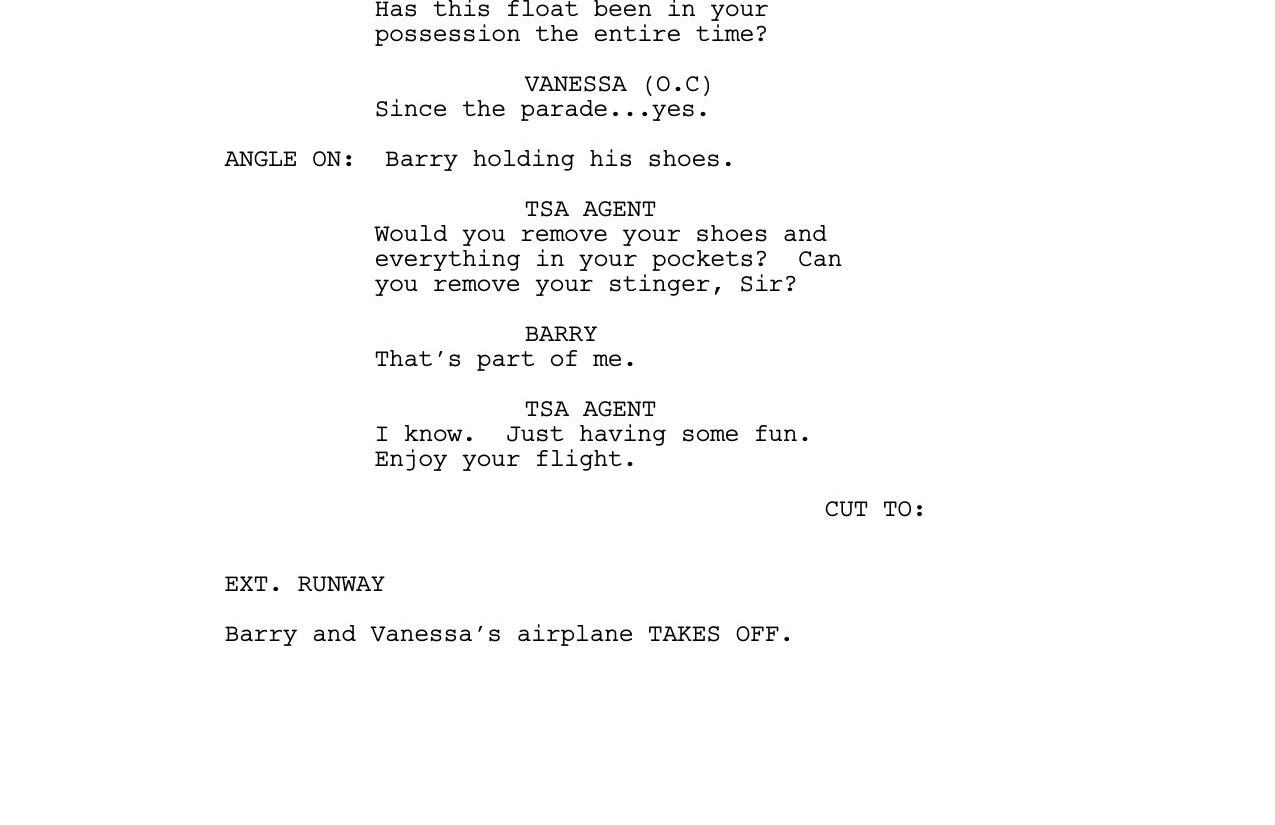 Has this float been in your
possession the entire time?
VANESSA (O.C)
Since the parade...yes.
ANGLE ON:  Barry holding his shoes.
TSA AGENT
Would you remove your shoes and
everything in your pockets?  Can
you remove your stinger, Sir?
BARRY
That’s part of me.
TSA AGENT
I know.  Just having some fun.
Enjoy your flight.
CUT TO:
EXT. RUNWAY
Barry and Vanessa’s airplane TAKES OFF.